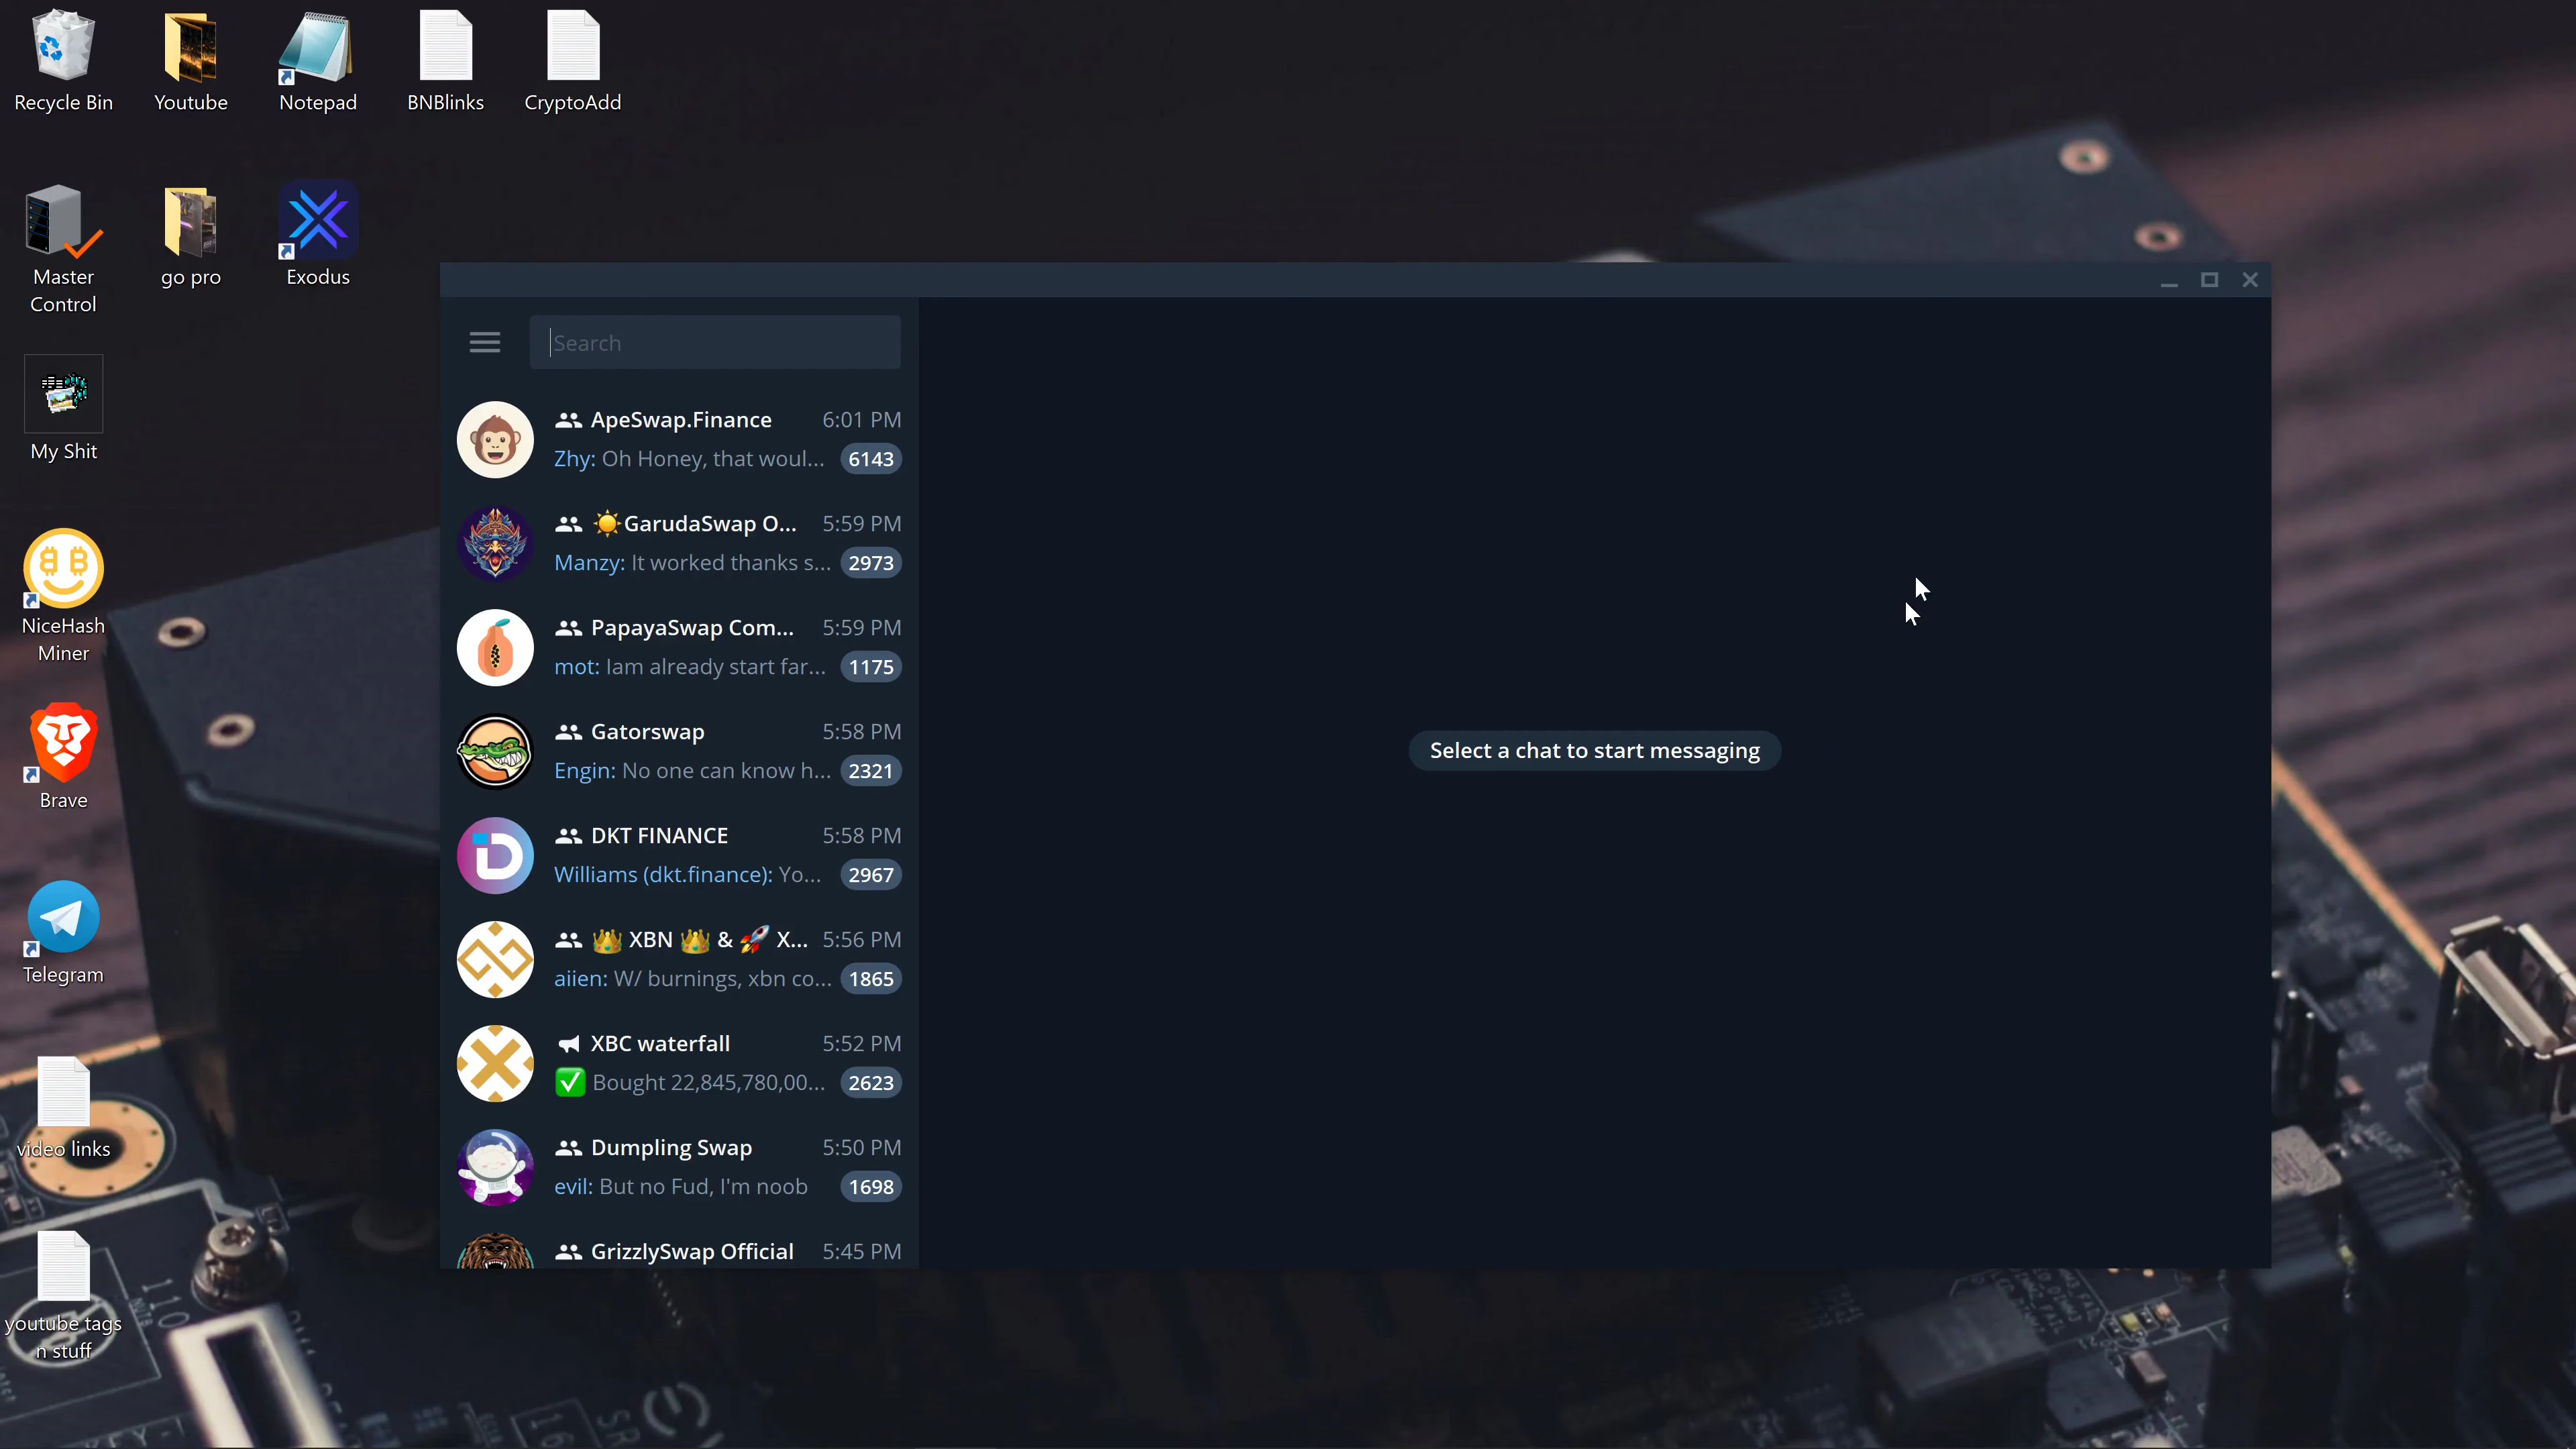 Recycle Bin
Youtube
Notepad
BNBlinks
CryptoAdd
Master
Control
go pro
Exodus
My Shit
NiceHash
Miner
Brave
Telegram
video links
youtube tags
n stuff
Search
ApeSwap.Finance 6:01 PM
Zhy: Oh Honey, that woul... 6143
☀️GarudaSwap O... 5:59 PM
Manzy: It worked thanks s... 2973
PapayaSwap Com... 5:59 PM
mot: Iam already start far... 1175
Gatorswap 5:58 PM
Engin: No one can know h... 2321
DKT FINANCE 5:58 PM
Williams (dkt.finance): Yo... 2967
👑 XBN 👑 & 🚀 X... 5:56 PM
aiien: W/ burnings, xbn co... 1865
XBC waterfall 5:52 PM
✅ Bought 22,845,780,00... 2623
Dumpling Swap 5:50 PM
evil: But no Fud, I'm noob 1698
GrizzlySwap Official 5:45 PM
Select a chat to start messaging